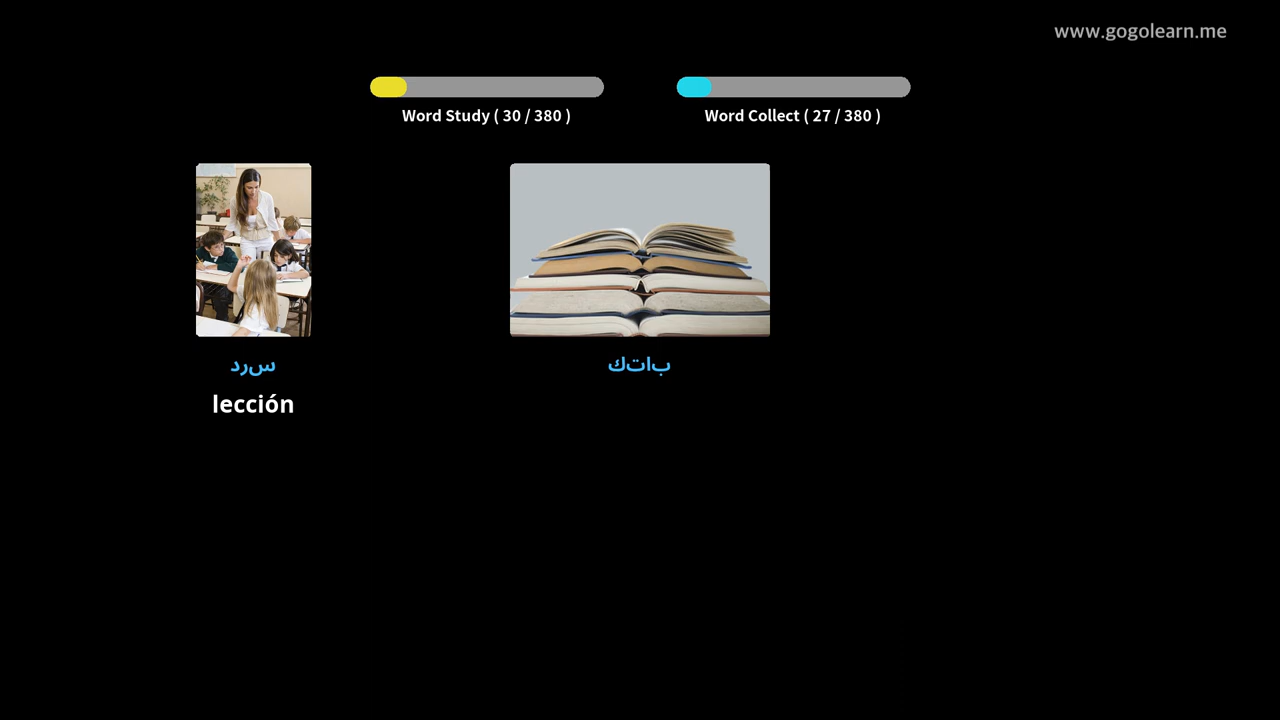 www.gogolearn.me
Word Study ( 30 / 380 )
Word Collect ( 27 / 380 )
سرد
lección
باتك